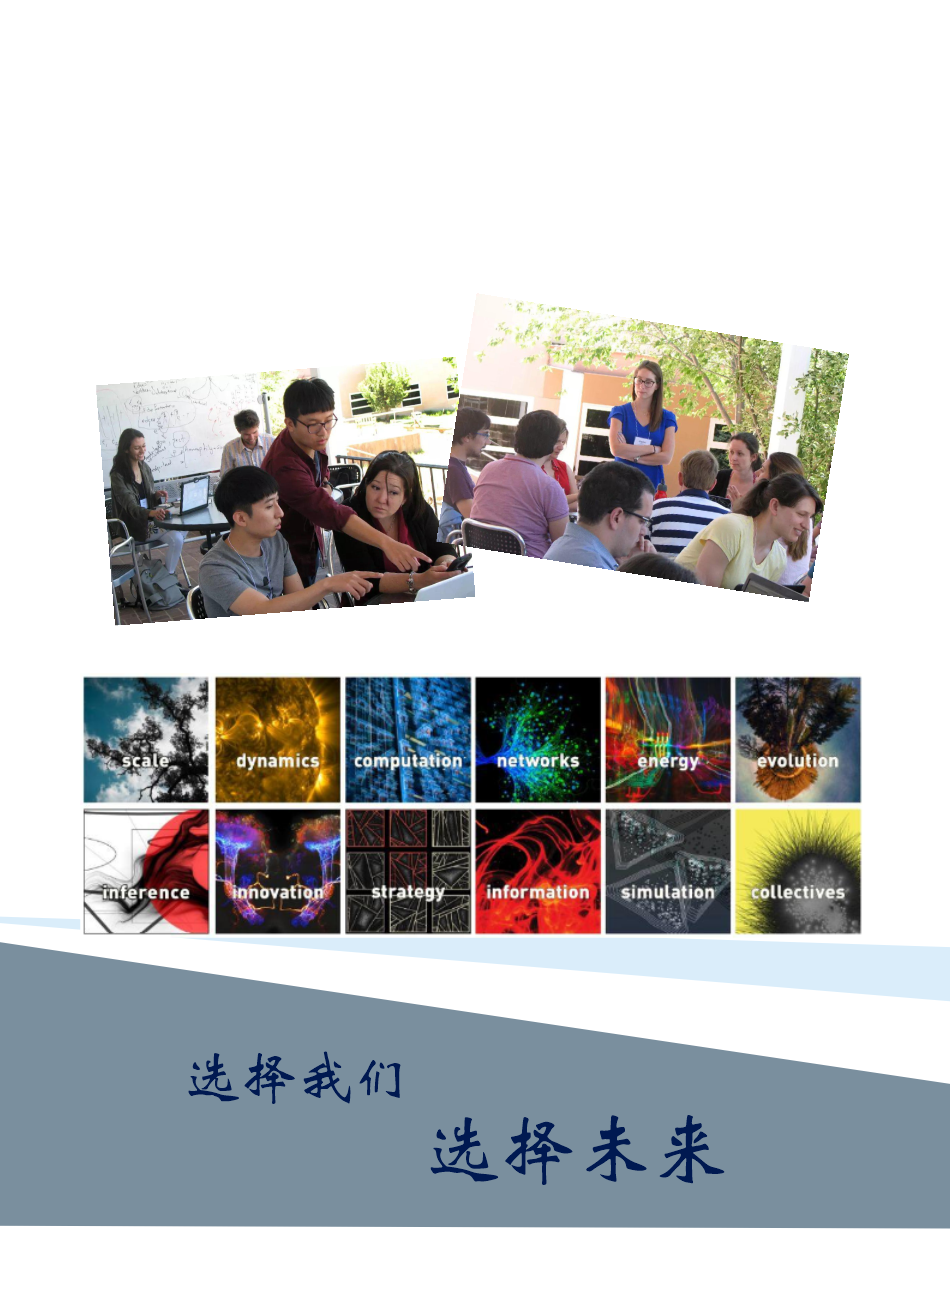 scale
dynamics
computation
networks
energy
evolution
inference
innovation
strategy
information
simulation
collectives
选择我们
选择未来